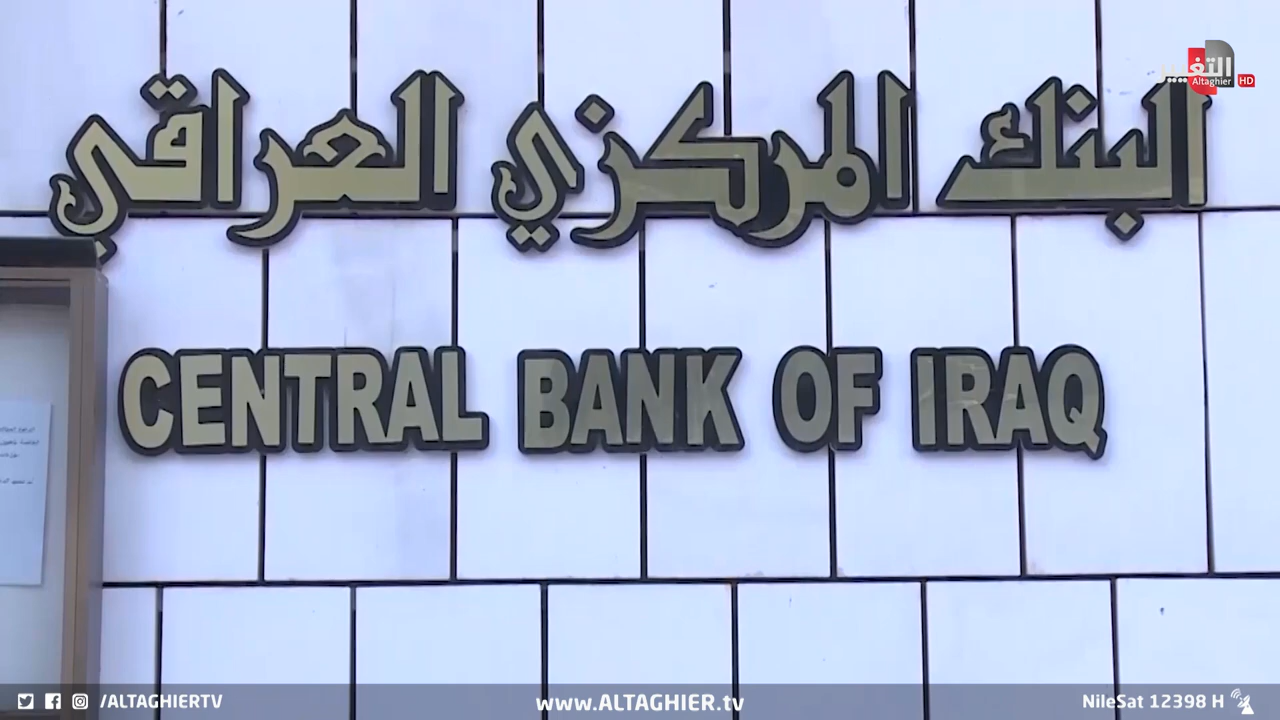 التغيير
Altaghier HD
البنك المركزي العراقي
CENTRAL BANK OF IRAQ
/ALTAGHIERTV
www.ALTAGHIER.tv
NileSat 12398 H